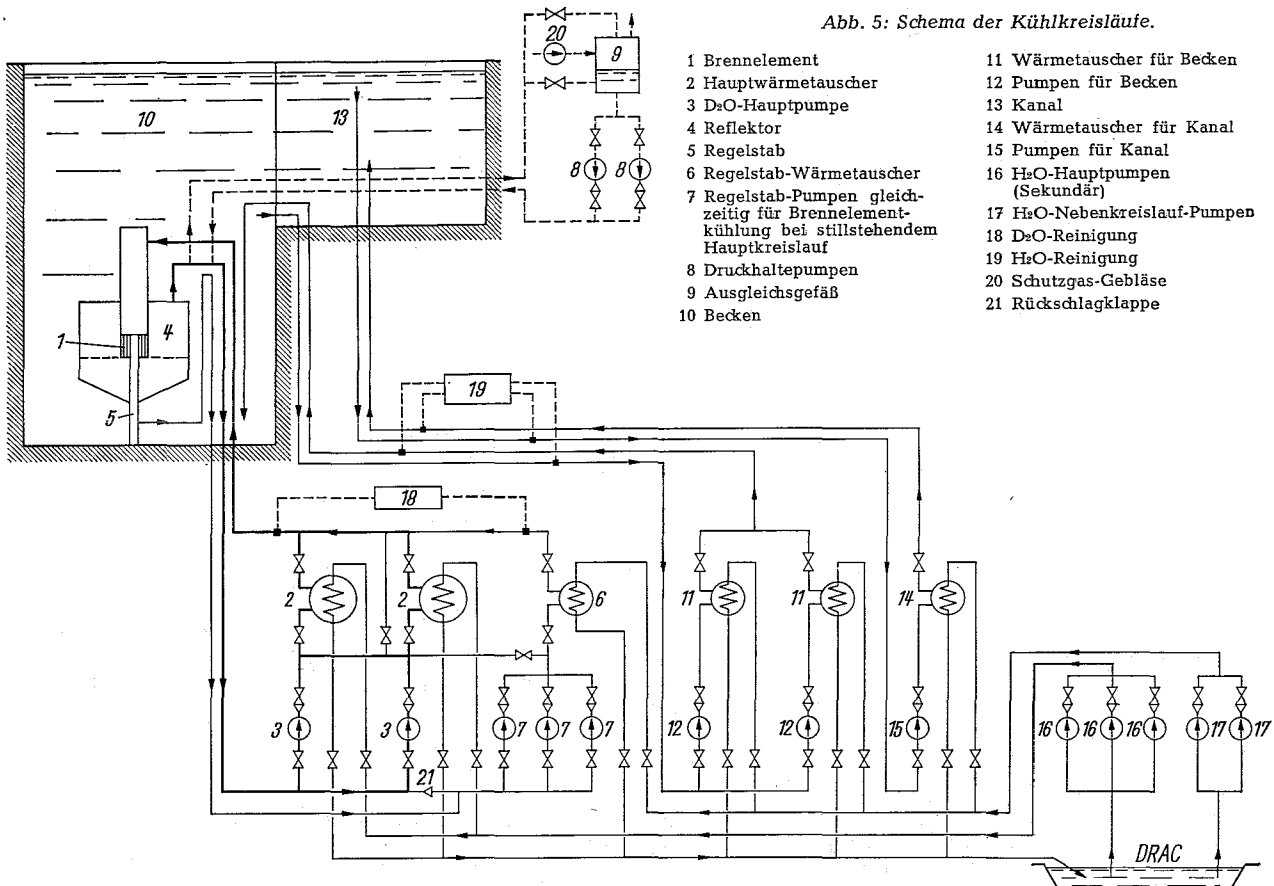 Abb. 5: Schema der Kühlkreisläufe.
1 Brennelement
2 Hauptwärmetauscher
3 D₂O-Hauptpumpe
4 Reflektor
5 Regelstab
6 Regelstab-Wärmetauscher
7 Regelstab-Pumpen gleich-
zeitig für Brennelement-
kühlung bei stillstehendem
Hauptkreislauf
8 Druckhaltepumpen
9 Ausgleichsgefäß
10 Becken
11 Wärmetauscher für Becken
12 Pumpen für Becken
13 Kanal
14 Wärmetauscher für Kanal
15 Pumpen für Kanal
16 H₂O-Hauptpumpen
(Sekundär)
17 H₂O-Nebenkreislauf-Pumpen
18 D₂O-Reinigung
19 H₂O-Reinigung
20 Schutzgas-Gebläse
21 Rückschlagklappe
20
9
10
13
8 8
4
1
5
19
18
2 2 6 11 11 14
3 3 7 7 7 12 12 15 16 16 16 17 17
21
DRAC